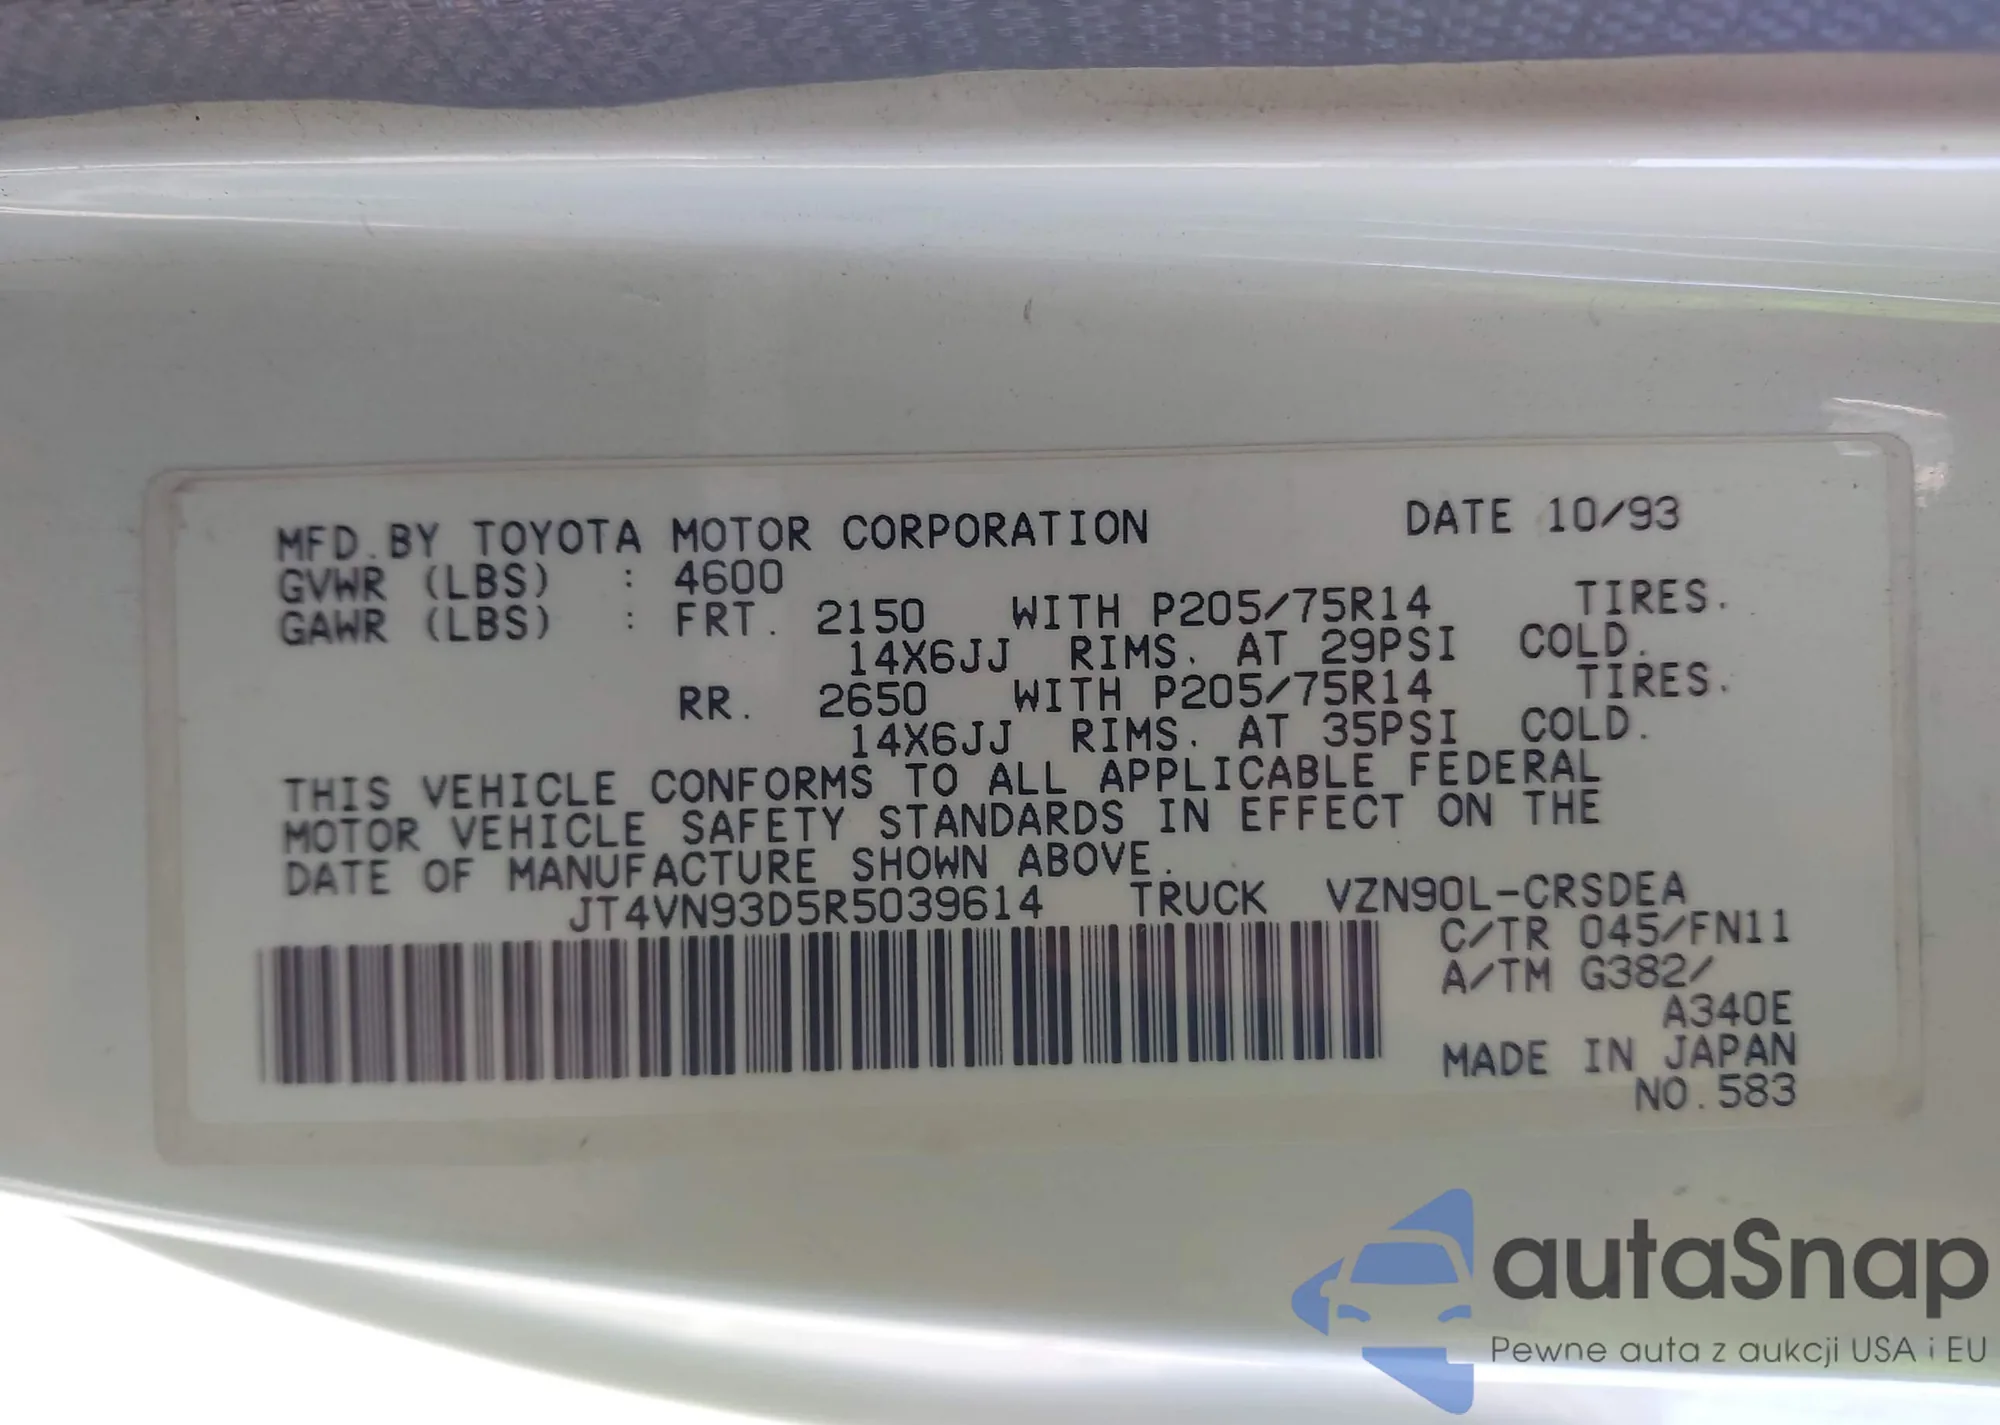 MFD.BY TOYOTA MOTOR CORPORATION DATE 10/93
GVWR (LBS) : 4600
GAWR (LBS) : FRT. 2150 WITH P205/75R14 TIRES.
14X6JJ RIMS. AT 29PSI COLD.
RR. 2650 WITH P205/75R14 TIRES.
14X6JJ RIMS. AT 35PSI COLD.
THIS VEHICLE CONFORMS TO ALL APPLICABLE FEDERAL
MOTOR VEHICLE SAFETY STANDARDS IN EFFECT ON THE
DATE OF MANUFACTURE SHOWN ABOVE.
JT4VN93D5R5039614 TRUCK VZN90L-CRSDEA
C/TR 045/FN11
A/TM G382/
A340E
MADE IN JAPAN
NO.583
autaSnap
Pewne auta z aukcji USA i EU